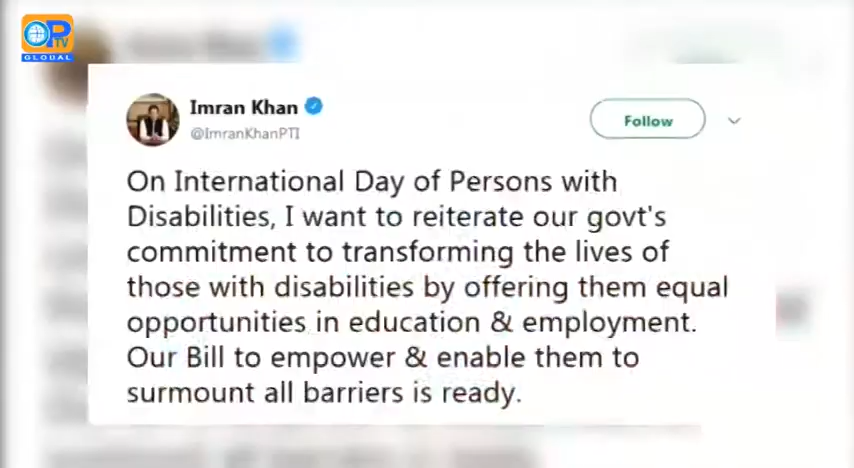 OPTV
GLOBAL
Imran Khan
@ImranKhanPTI
Follow
On International Day of Persons with
Disabilities, I want to reiterate our govt's
commitment to transforming the lives of
those with disabilities by offering them equal
opportunities in education & employment.
Our Bill to empower & enable them to
surmount all barriers is ready.